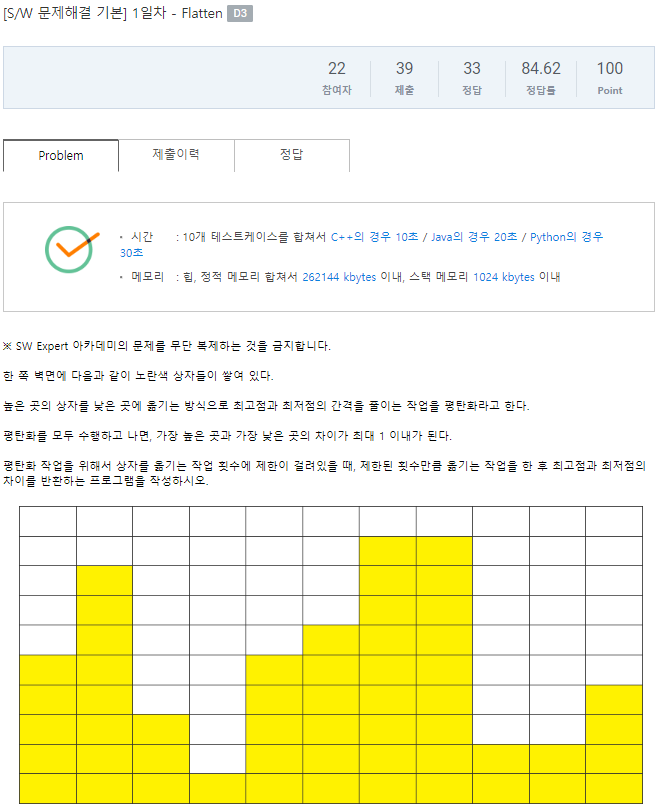 [S/W 문제해결 기본] 1일차 - Flatten D3
22 39 33 84.62 100
참여자 제출 정답 정답률 Point
Problem 제출이력 정답
• 시간 : 10개 테스트케이스를 합쳐서 C++의 경우 10초 / Java의 경우 20초 / Python의 경우
30초
• 메모리 : 힙, 정적 메모리 합쳐서 262144 kbytes 이내, 스택 메모리 1024 kbytes 이내
※ SW Expert 아카데미의 문제를 무단 복제하는 것을 금지합니다.
한 쪽 벽면에 다음과 같이 노란색 상자들이 쌓여 있다.
높은 곳의 상자를 낮은 곳에 옮기는 방식으로 최고점과 최저점의 간격을 줄이는 작업을 평탄화라고 한다.
평탄화를 모두 수행하고 나면, 가장 높은 곳과 가장 낮은 곳의 차이가 최대 1 이내가 된다.
평탄화 작업을 위해서 상자를 옮기는 작업 횟수에 제한이 걸려있을 때, 제한된 횟수만큼 옮기는 작업을 한 후 최고점과 최저점의
차이를 반환하는 프로그램을 작성하시오.